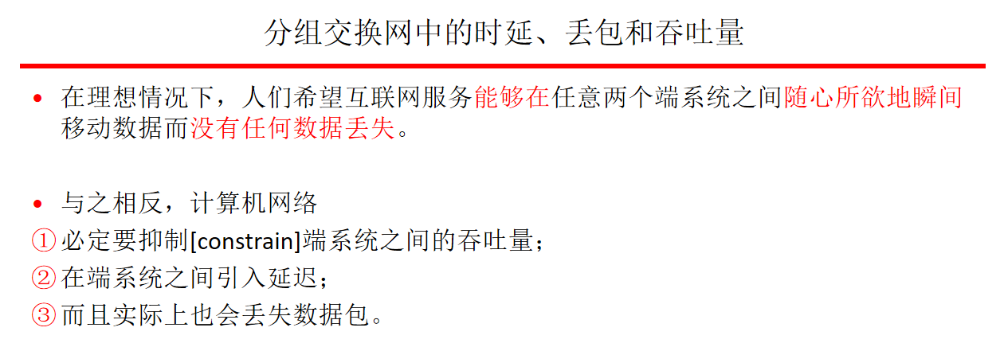 分组交换网中的时延、丢包和吞吐量
• 在理想情况下，人们希望互联网服务能够在任意两个端系统之间随心所欲地瞬间
移动数据而没有任何数据丢失。
• 与之相反，计算机网络
① 必定要抑制[constrain]端系统之间的吞吐量；
② 在端系统之间引入延迟；
③ 而且实际上也会丢失数据包。